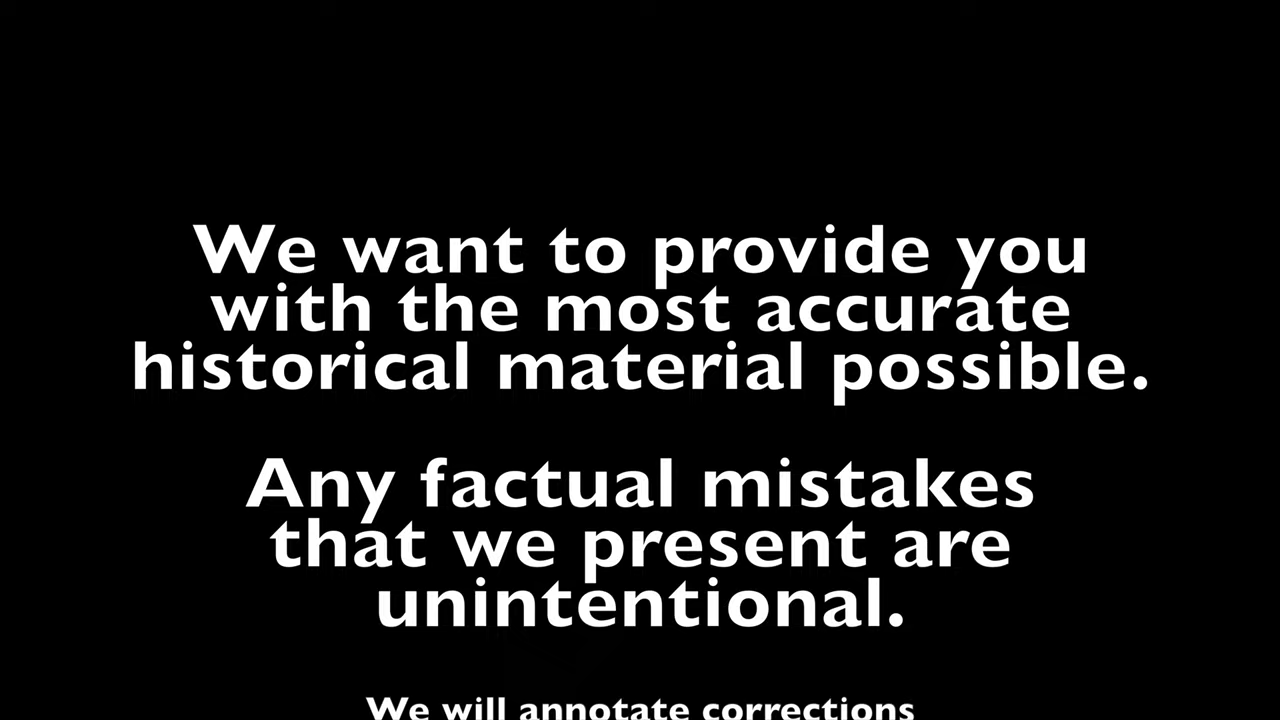 We want to provide you
with the most accurate
historical material possible.
Any factual mistakes
that we present are
unintentional.
We will annotate corrections